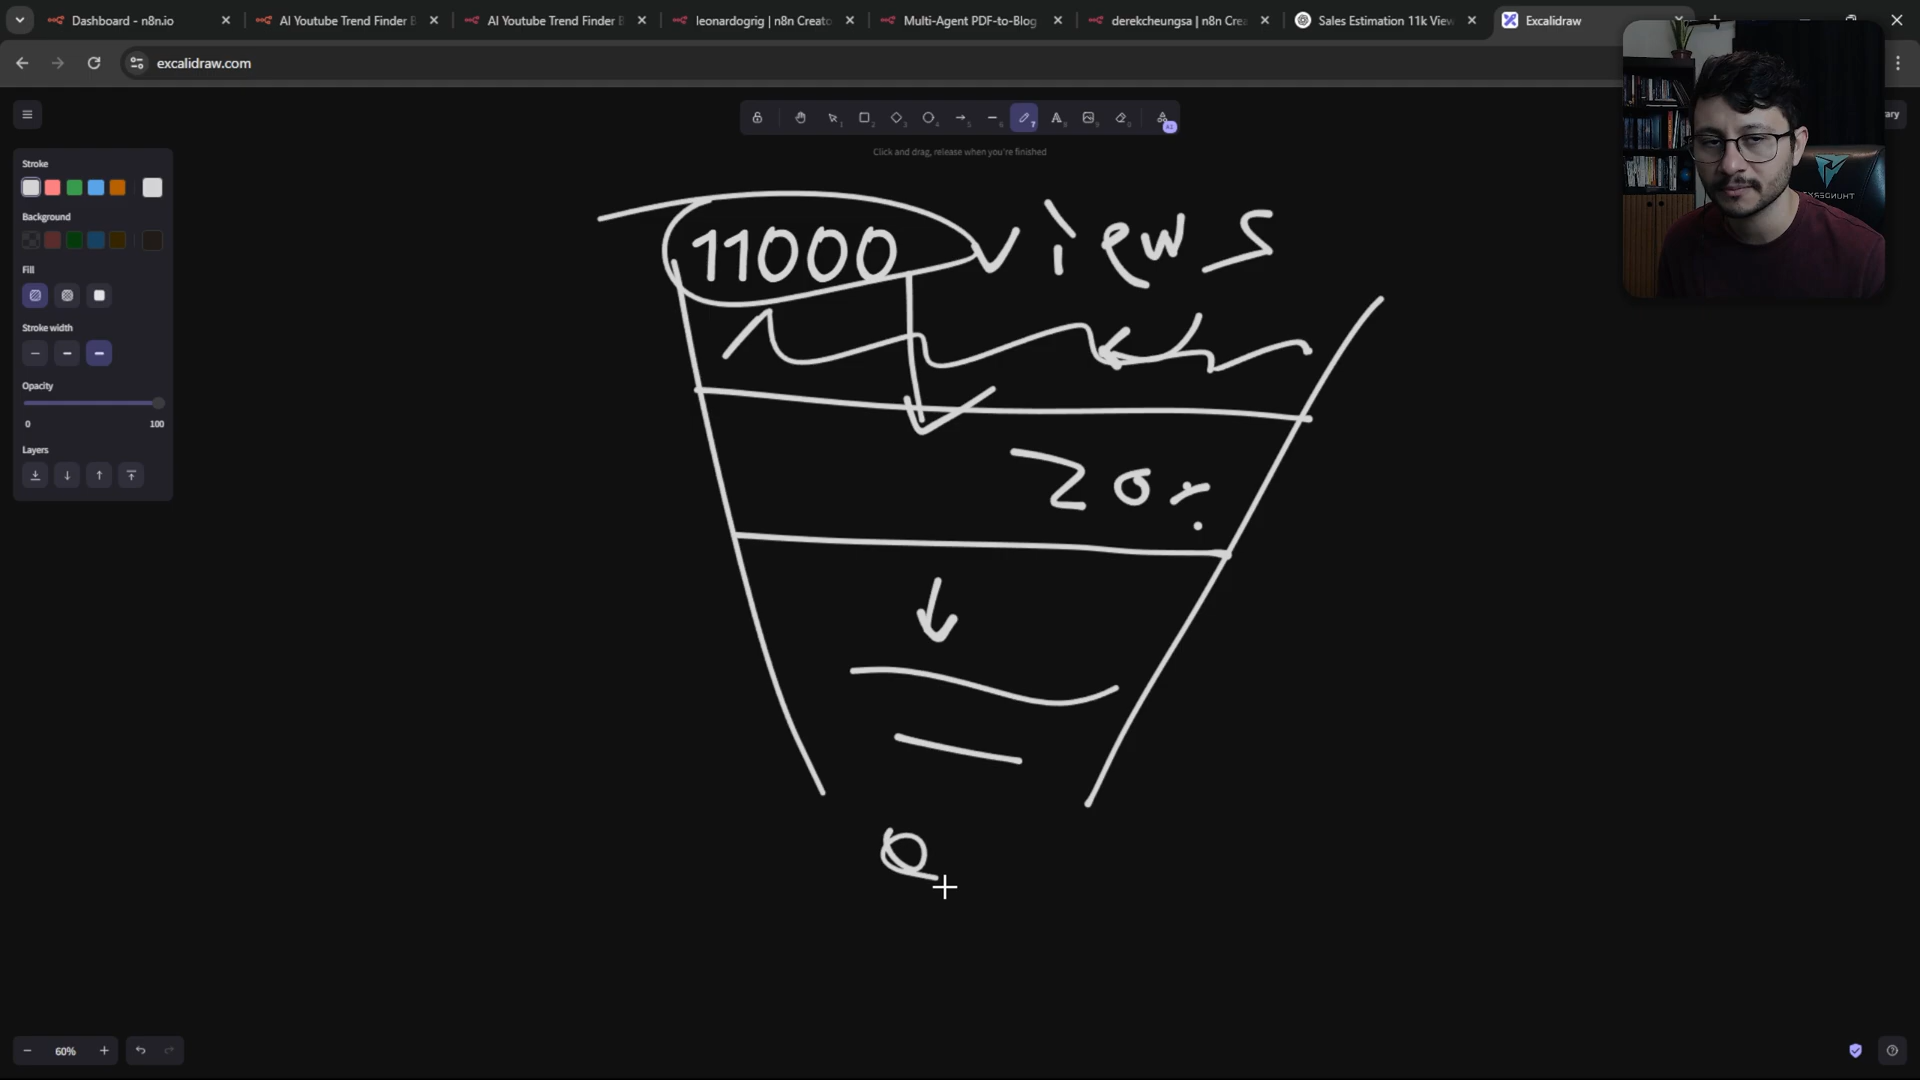 Dashboard - n8n.io
AI Youtube Trend Finder B
AI Youtube Trend Finder B
leonardogrig | n8n Creato
Multi-Agent PDF-to-Blog
derekcheungsa | n8n Crea
Sales Estimation 11k View
Excalidraw
excalidraw.com
ary
Click and drag, release when you're finished
Stroke
Background
Fill
Stroke width
Opacity
0 100
Layers
11000 views
20%
60%